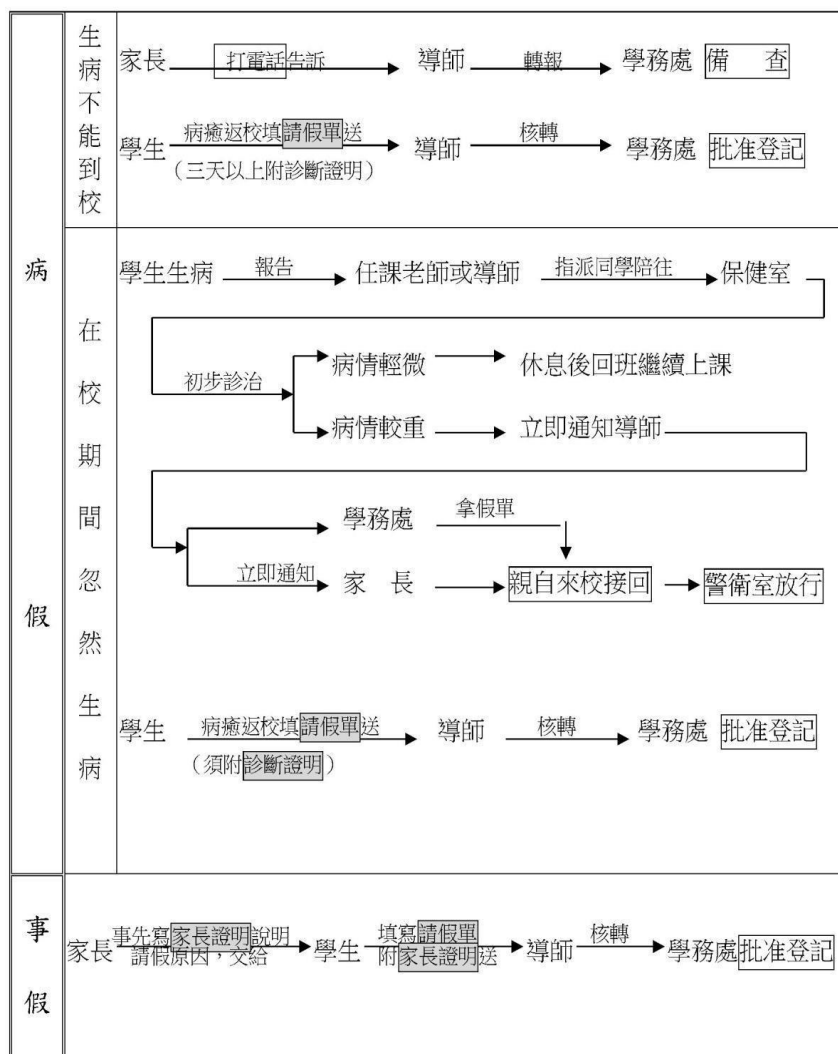 病假
生病不能到校
家長 打電話告訴 導師 轉報 學務處 備 查
學生 病癒返校填請假單送 導師 核轉 學務處 批准登記
(三天以上附診斷證明)
在校期間忽然生病
學生生病 報告 任課老師或導師 指派同學陪往 保健室
初步診治
病情輕微 休息後回班繼續上課
病情較重 立即通知導師
學務處 拿假單
立即通知 家 長 親自來校接回 警衛室放行
學生 病癒返校填請假單送 導師 核轉 學務處 批准登記
(須附診斷證明)
事假
家長 事先寫家長證明說明 學生 填寫請假單 導師 核轉 學務處 批准登記
請假原因,交給 附家長證明送